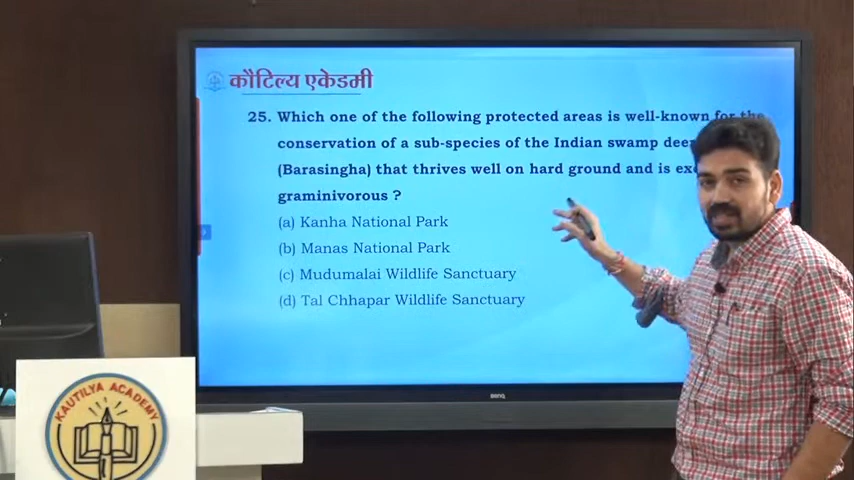 कौटिल्य एकेडमी
25. Which one of the following protected areas is well-known for the
conservation of a sub-species of the Indian swamp deer
(Barasingha) that thrives well on hard ground and is
graminivorous ?
(a) Kanha National Park
(b) Manas National Park
(c) Mudumalai Wildlife Sanctuary
(d) Tal Chhapar Wildlife Sanctuary
BENQ
KAUTILYA ACADEMY